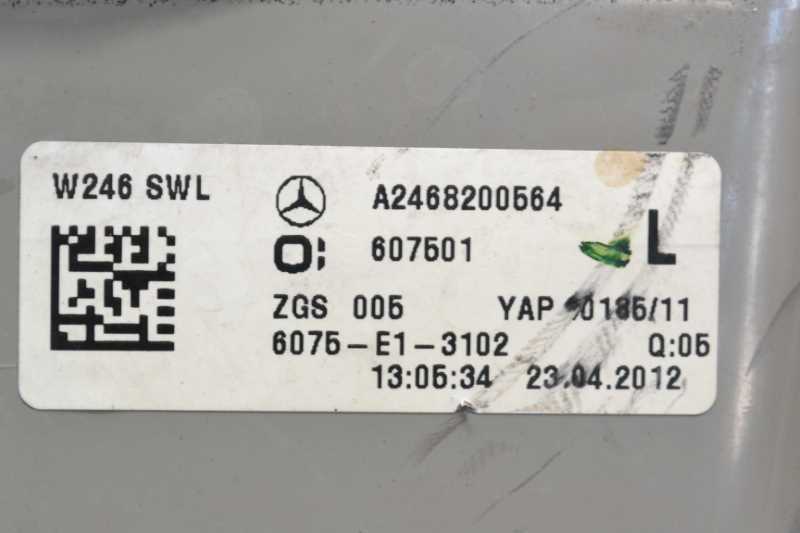 W246 SWL
A2468200564
607501
L
ZGS 005 YAP 0185/11
6075-E1-3102 Q:05
13:05:34 23.04.2012